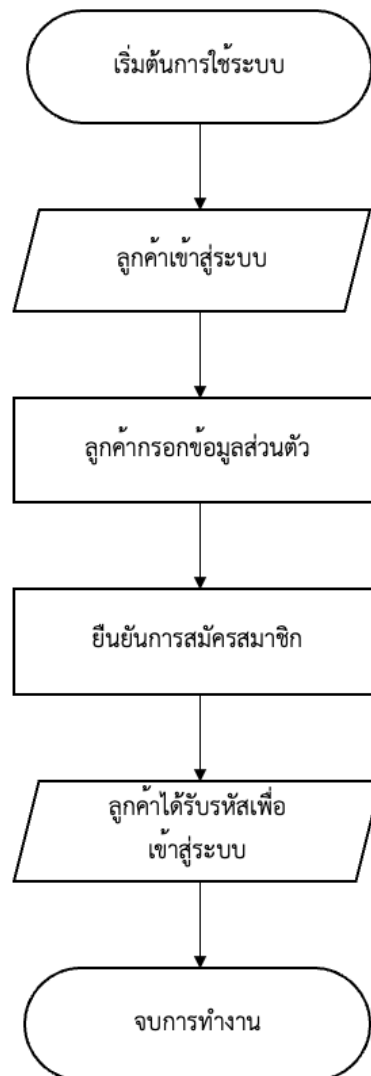 เริ่มต้นการใช้ระบบ
ลูกค้าเข้าสู่ระบบ
ลูกค้ากรอกข้อมูลส่วนตัว
ยืนยันการสมัครสมาชิก
ลูกค้าได้รับรหัสเพื่อ
เข้าสู่ระบบ
จบการทำงาน